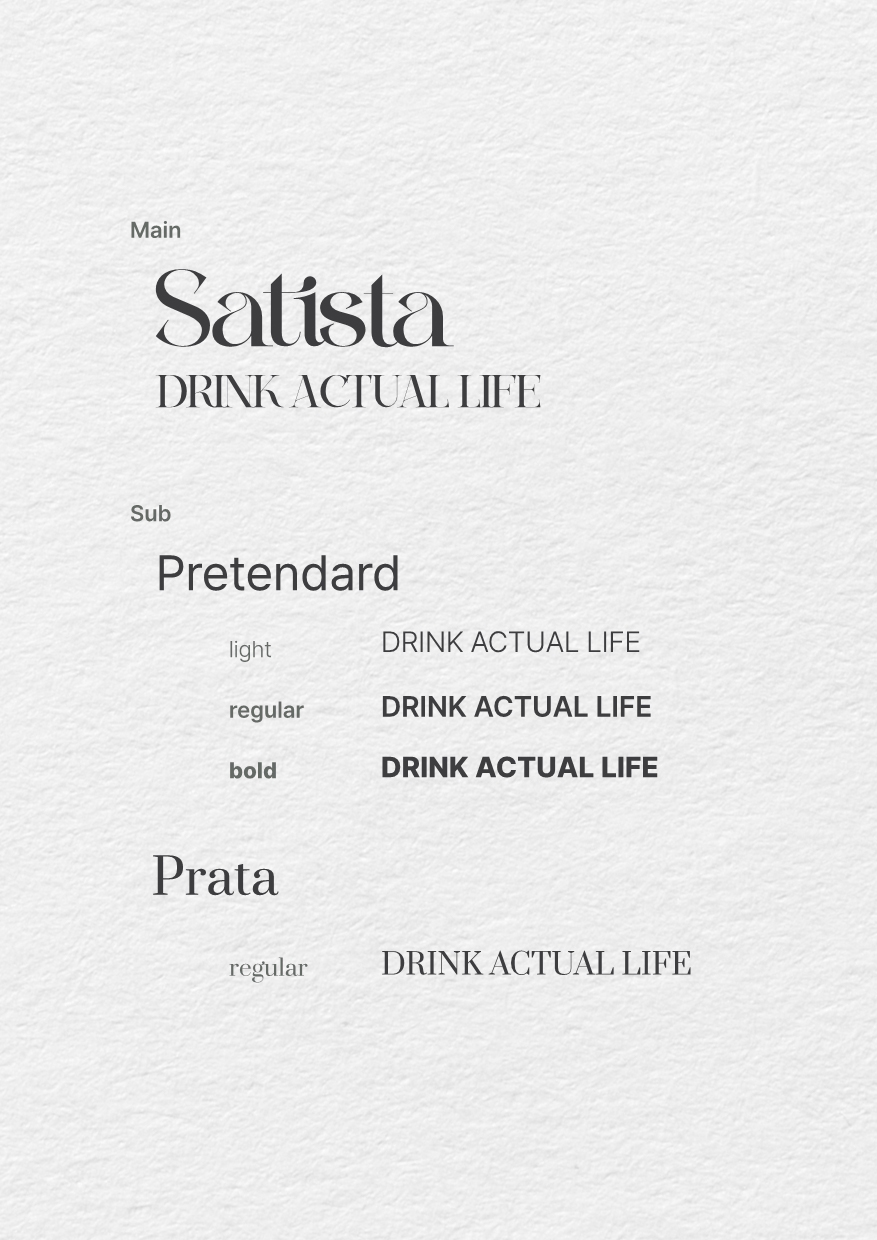 Main
Satista
DRINK ACTUAL LIFE
Sub
Pretendard
light DRINK ACTUAL LIFE
regular DRINK ACTUAL LIFE
bold DRINK ACTUAL LIFE
Prata
regular DRINK ACTUAL LIFE